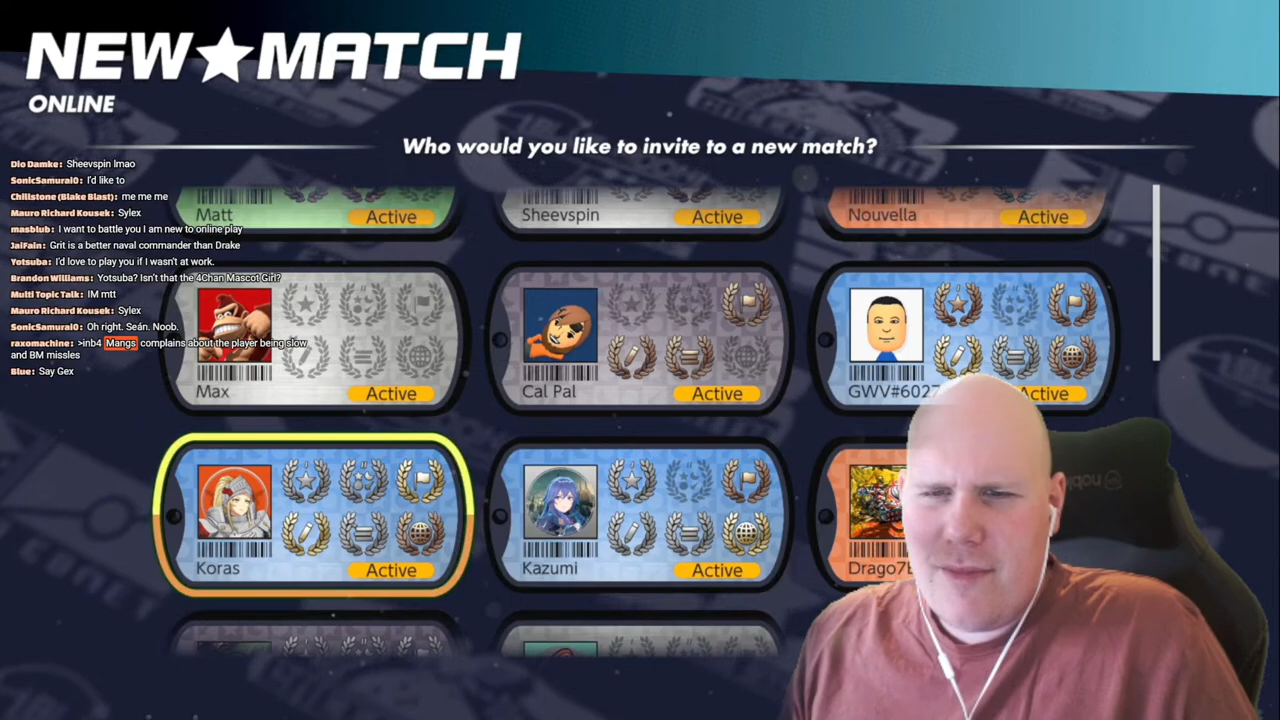 NEW★MATCH
ONLINE
Who would you like to invite to a new match?
Dio Damke: Sheevspin lmao
SonicSamurai0: I'd like to
Chillstone (Blake Blast): me me me
Mauro Richard Kousek: Sylex
masblub: I want to battle you I am new to online play
JaiFain: Grit is a better naval commander than Drake
Yotsuba: I'd love to play you if I wasn't at work.
Brandon Williams: Yotsuba? Isn't that the 4Chan Mascot Girl?
Multi Topic Talk: !M mtt
Mauro Richard Kousek: Sylex
SonicSamurai0: Oh right. Seán. Noob.
raxomachine: >inb4 Mangs complains about the player being slow
and BM missles
Blue: Say Gex
Matt Active
Sheevspin Active
Nouvella Active
Max Active
Cal Pal Active
GWV#6027 Active
Koras Active
Kazumi Active